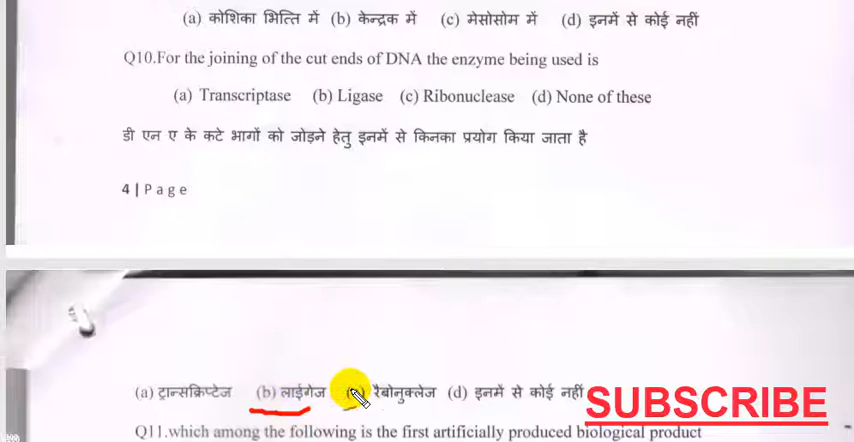 (a) कोशिका भित्ति में (b) केन्द्रक में (c) मेसोसोम में (d) इनमें से कोई नहीं
Q10.For the joining of the cut ends of DNA the enzyme being used is
(a) Transcriptase (b) Ligase (c) Ribonuclease (d) None of these
डी एन ए के कटे भागों को जोड़ने हेतु इनमें से किनका प्रयोग किया जाता है
4 | P a g e
(a) ट्रान्सक्रिप्टेज (b) लाईगेज रैबोनुक्लेज (d) इनमें से कोई नहीं
SUBSCRIBE
Q11.which among the following is the first artificially produced biological product